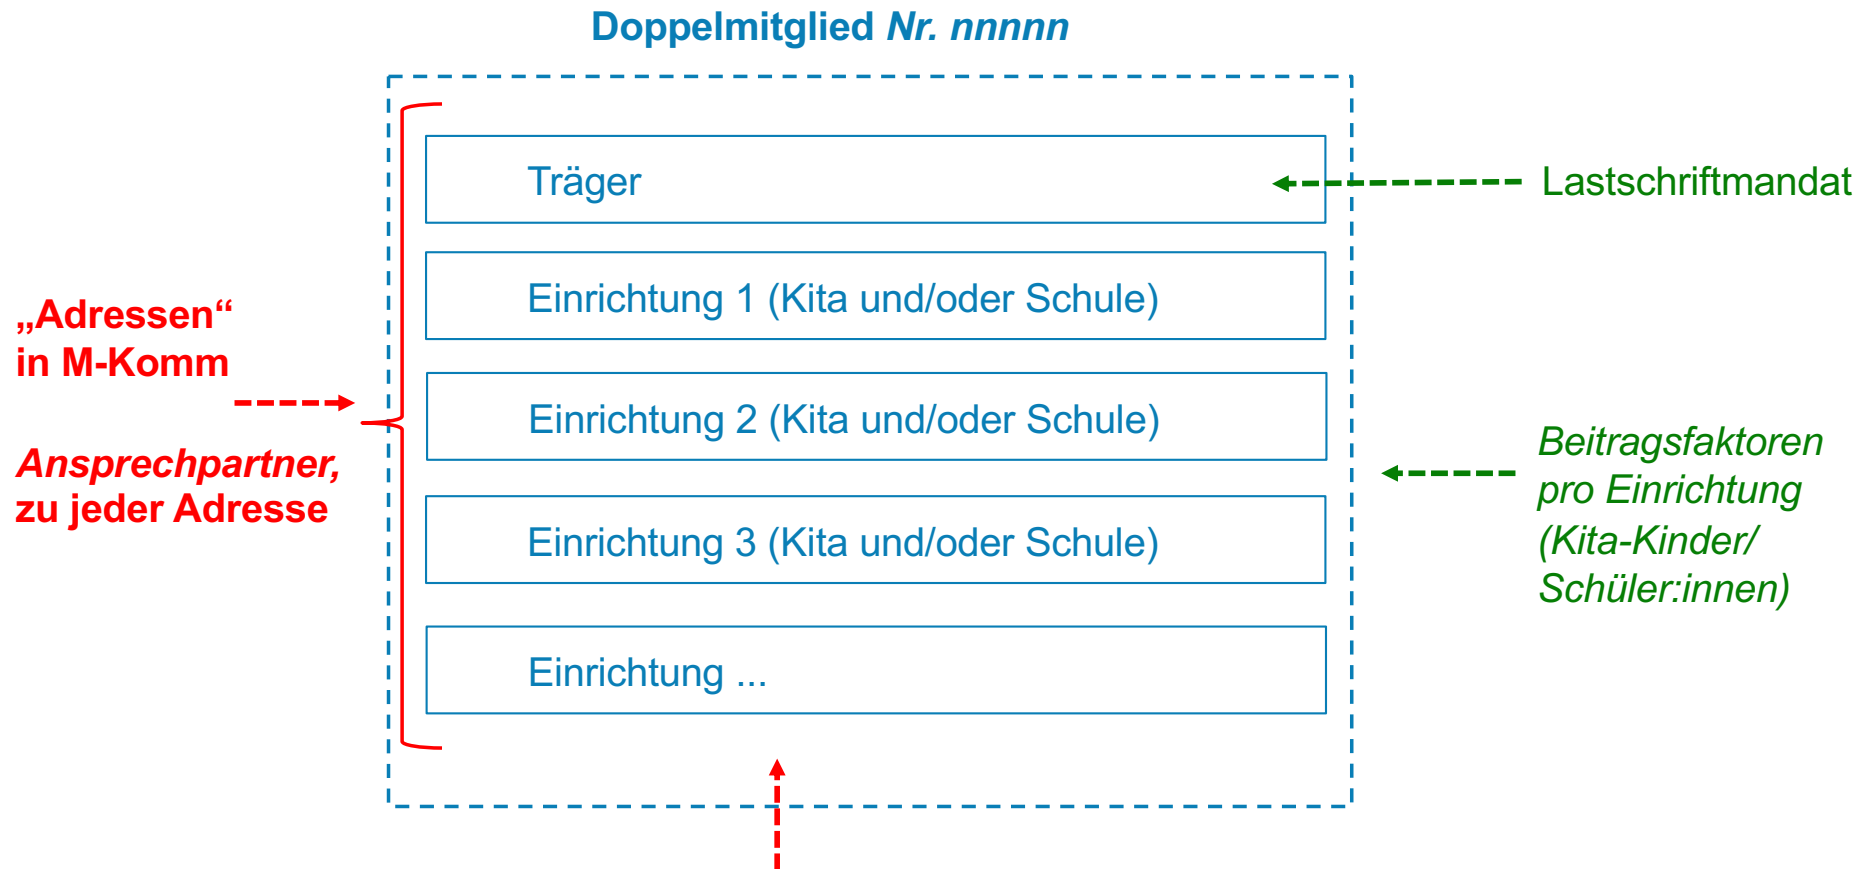 Doppelmitglied Nr. nnnnn
Träger
Lastschriftmandat
Einrichtung 1 (Kita und/oder Schule)
„Adressen“
in M-Komm
Einrichtung 2 (Kita und/oder Schule)
Ansprechpartner,
zu jeder Adresse
Beitragsfaktoren
pro Einrichtung
(Kita-Kinder/
Schüler:innen)
Einrichtung 3 (Kita und/oder Schule)
Einrichtung ...